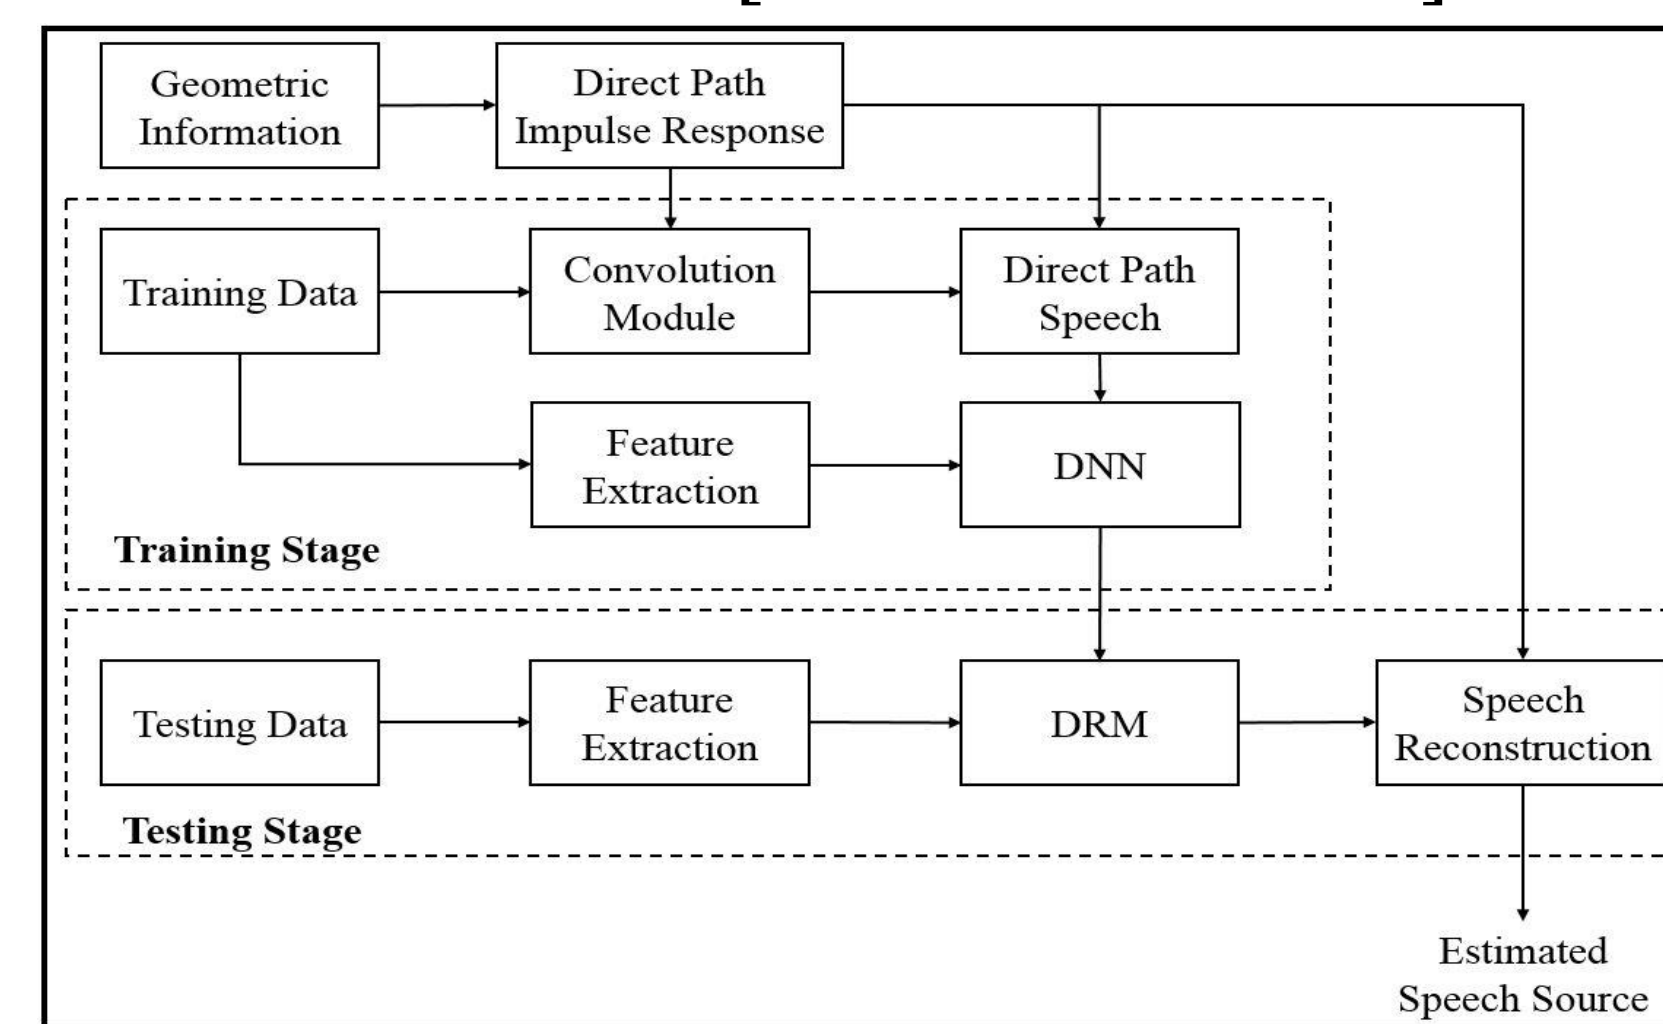 Geometric
Information
Direct Path
Impulse Response
Training Data
Convolution
Module
Direct Path
Speech
Feature
Extraction
DNN
Training Stage
Testing Data
Feature
Extraction
DRM
Speech
Reconstruction
Testing Stage
Estimated
Speech Source